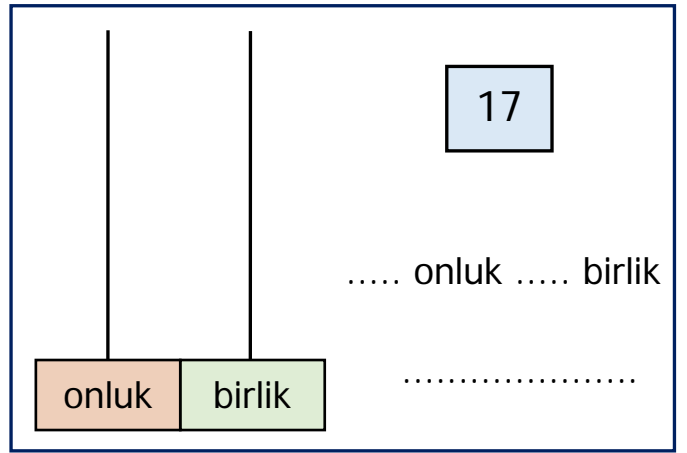 17
..... onluk ..... birlik
onluk birlik
.....................